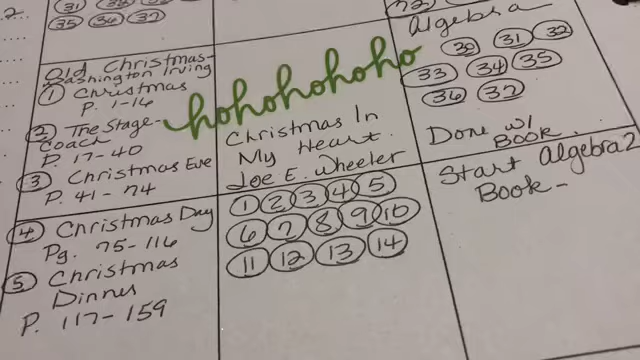 2
31
35 36 37
32
Algebra
30 31 32
33 34 35
36 37
Done w/
Book.
Old Christmas-
Washington Irving
① Christmas
P. 1-16
② The Stage-
Coach
P. 17-40
③ Christmas Eve
P. 41-74
hohohohoho
Christmas In
My Heart.
Joe E. Wheeler
Start Algebra 2
Book -
④ Christmas Day
Pg. 75-116
⑤ Christmas
Dinner
P. 117-159
1 2 3 4 5
6 7 8 9 10
11 12 13 14